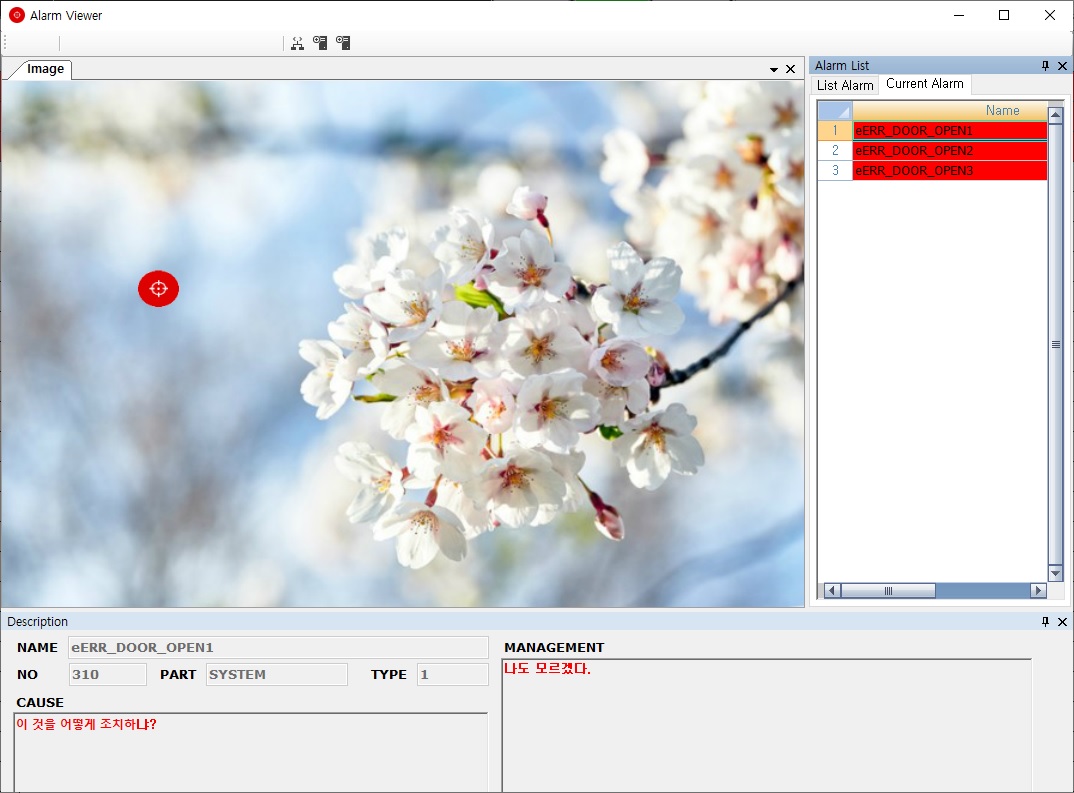 Alarm Viewer
Image
Alarm List
List Alarm
Current Alarm
Name
1 eERR_DOOR_OPEN1
2 eERR_DOOR_OPEN2
3 eERR_DOOR_OPEN3
Description
NAME eERR_DOOR_OPEN1
NO 310 PART SYSTEM TYPE 1
CAUSE
이 것을 어떻게 조치하냐?
MANAGEMENT
나도 모르겠다.